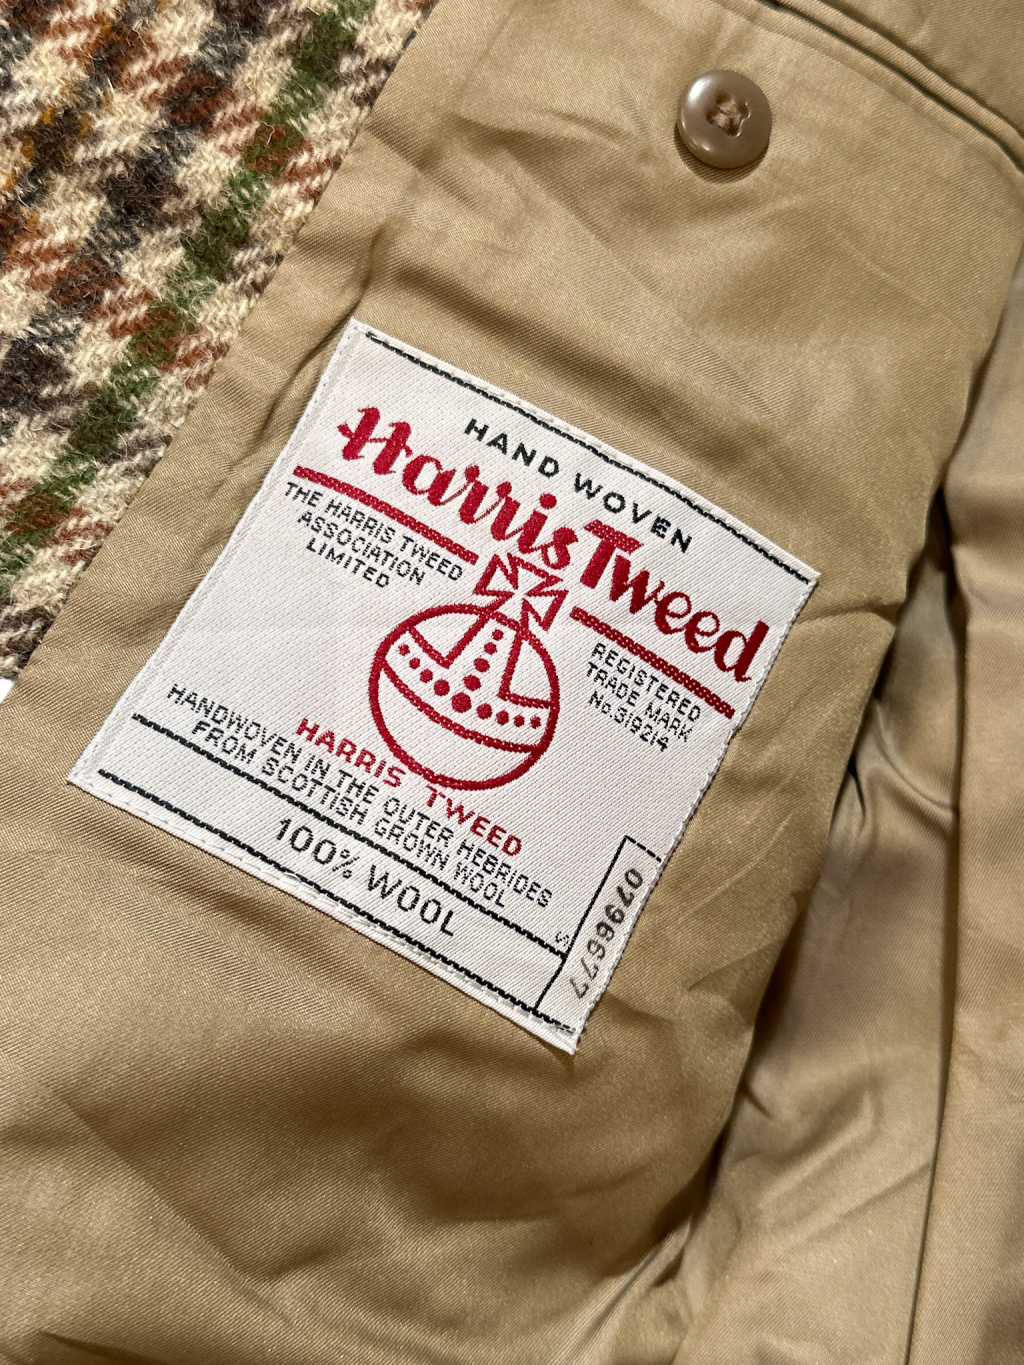 HAND WOVEN
Harris Tweed
THE HARRIS TWEED
ASSOCIATION
LIMITED
REGISTERED
TRADE MARK
No.319214
HARRIS TWEED
HANDWOVEN IN THE OUTER HEBRIDES
FROM SCOTTISH GROWN WOOL
100% WOOL
S
0796677